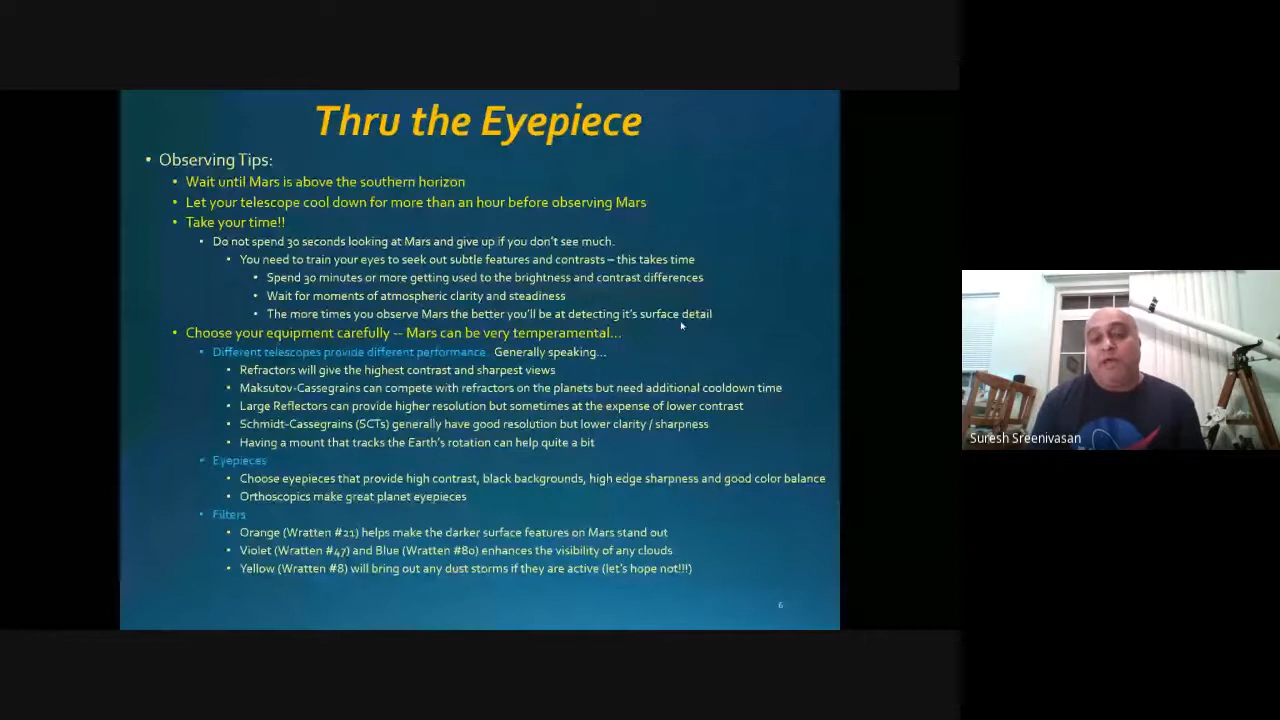 Thru the Eyepiece
• Observing Tips:
• Wait until Mars is above the southern horizon
• Let your telescope cool down for more than an hour before observing Mars
• Take your time!!
• Do not spend 30 seconds looking at Mars and give up if you don't see much.
• You need to train your eyes to seek out subtle features and contrasts – this takes time
• Spend 30 minutes or more getting used to the brightness and contrast differences
• Wait for moments of atmospheric clarity and steadiness
• The more times you observe Mars the better you'll be at detecting it's surface detail
• Choose your equipment carefully -- Mars can be very temperamental...
• Different telescopes provide different performance. Generally speaking...
• Refractors will give the highest contrast and sharpest views
• Maksutov-Cassegrains can compete with refractors on the planets but need additional cooldown time
• Large Reflectors can provide higher resolution but sometimes at the expense of lower contrast
• Schmidt-Cassegrains (SCTs) generally have good resolution but lower clarity / sharpness
• Having a mount that tracks the Earth's rotation can help quite a bit
• Eyepieces
• Choose eyepieces that provide high contrast, black backgrounds, high edge sharpness and good color balance
• Orthoscopics make great planet eyepieces
• Filters
• Orange (Wratten #21) helps make the darker surface features on Mars stand out
• Violet (Wratten #47) and Blue (Wratten #80) enhances the visibility of any clouds
• Yellow (Wratten #8) will bring out any dust storms if they are active (let's hope not!!!)
6
Suresh Sreenivasan